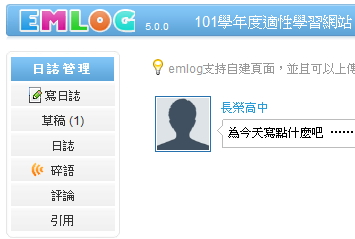 EMLOG 5.0.0 101學年度適性學習網站
日誌管理
寫日誌
草稿 (1)
日誌
碎語
評論
引用
emlog支持自建頁面，並且可以上傳
長榮高中
為今天寫點什麼吧 ……